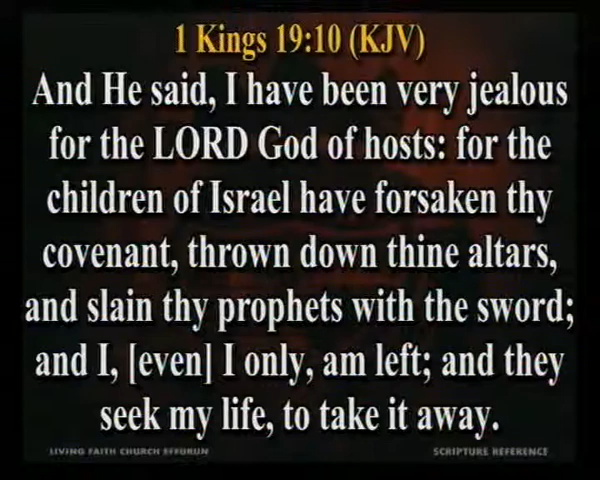 1 Kings 19:10 (KJV)
And He said, I have been very jealous
for the LORD God of hosts: for the
children of Israel have forsaken thy
covenant, thrown down thine altars,
and slain thy prophets with the sword;
and I, [even] I only, am left; and they
seek my life, to take it away.
LIVING FAITH CHURCH EFFURUN
SCRIPTURE REFERENCE